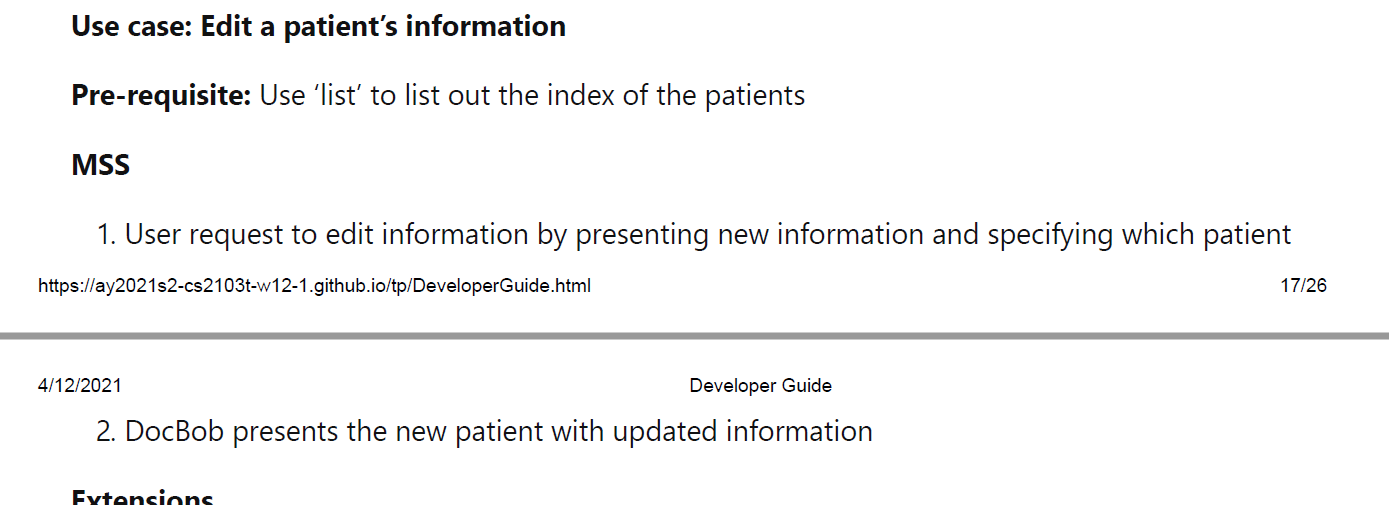 Use case: Edit a patient’s information
Pre-requisite: Use ‘list’ to list out the index of the patients
MSS
1. User request to edit information by presenting new information and specifying which patient
https://ay2021s2-cs2103t-w12-1.github.io/tp/DeveloperGuide.html 17/26
4/12/2021 Developer Guide
2. DocBob presents the new patient with updated information
Extensions